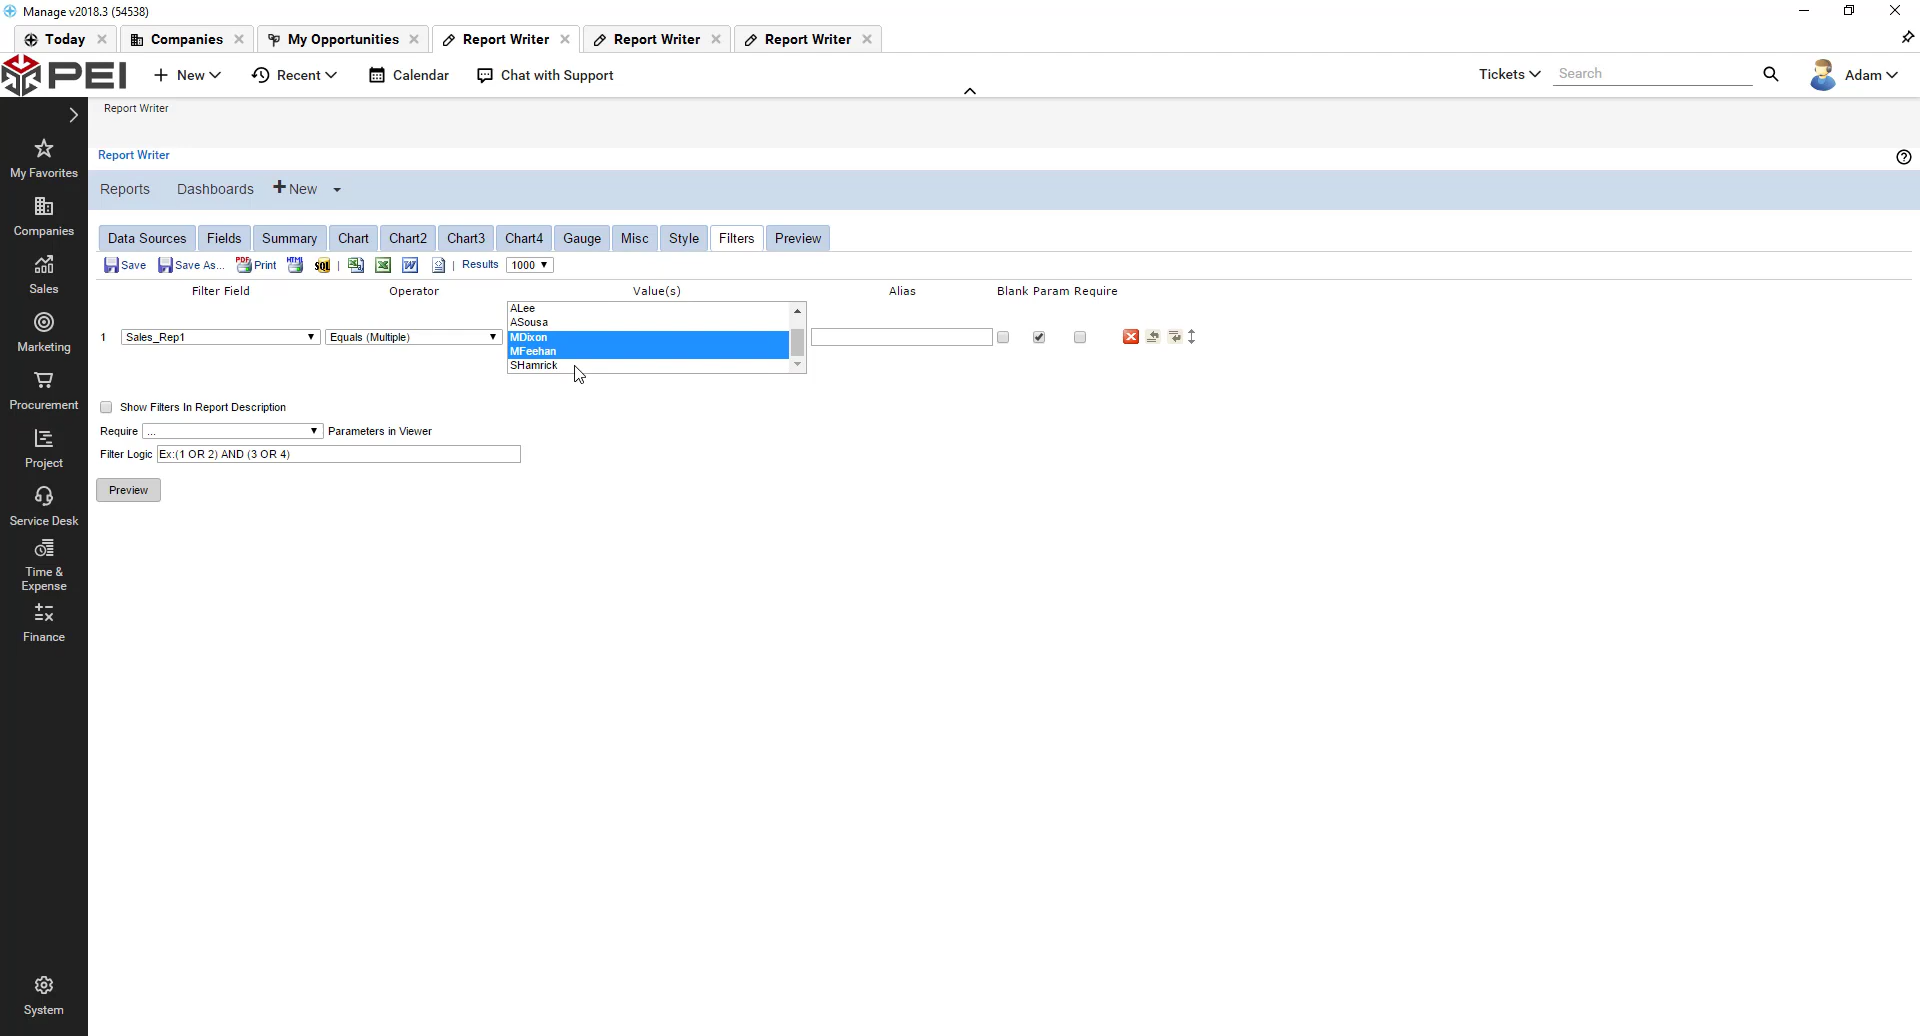 Manage v2018.3 (54538)
Today Companies My Opportunities Report Writer Report Writer Report Writer
PEI New Recent Calendar Chat with Support Tickets Search Adam
Report Writer
My Favorites
Companies
Sales
Marketing
Procurement
Project
Service Desk
Time &
Expense
Finance
System
Report Writer
Reports Dashboards + New
Data Sources Fields Summary Chart Chart2 Chart3 Chart4 Gauge Misc Style Filters Preview
Save Save As... PDF Print HTML SQL | | Results 1000
Filter Field Operator Value(s) Alias Blank Param Require
ALee
ASousa
1 Sales_Rep1 Equals (Multiple) MDixon
MFeehan
SHamrick
Show Filters In Report Description
Require ... Parameters in Viewer
Filter Logic Ex:(1 OR 2) AND (3 OR 4)
Preview